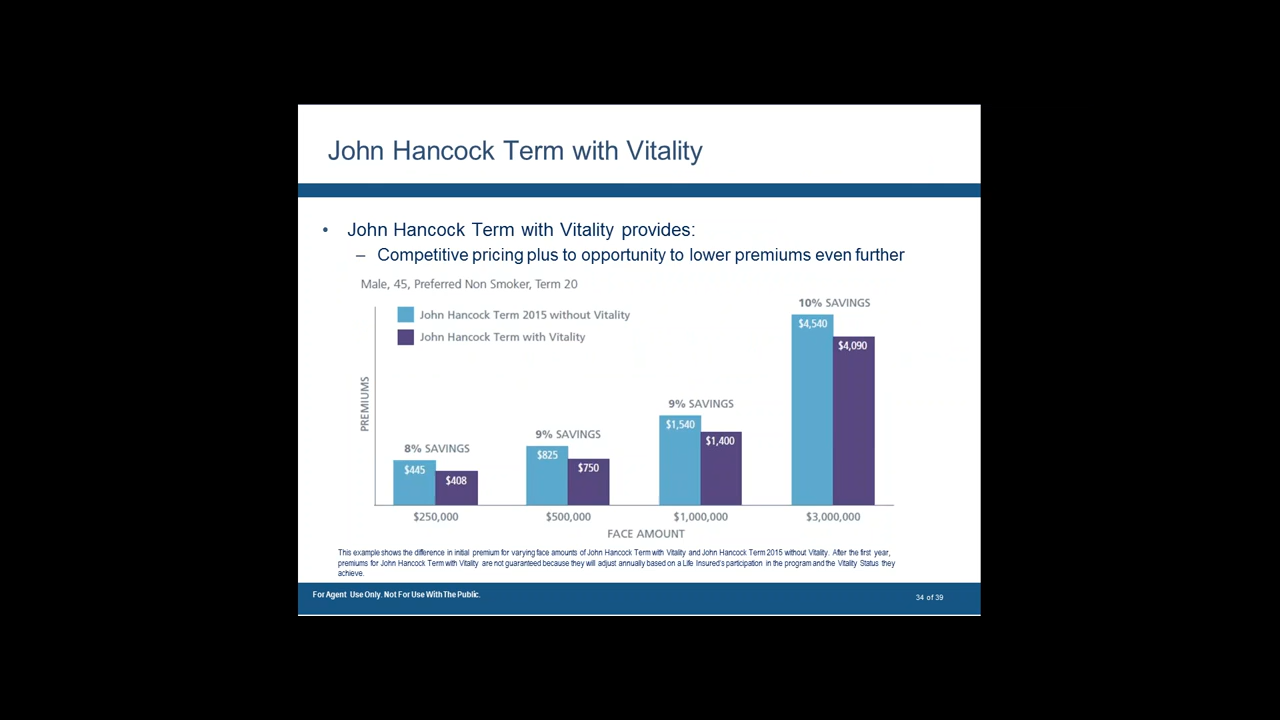 John Hancock Term with Vitality
• John Hancock Term with Vitality provides:
– Competitive pricing plus to opportunity to lower premiums even further
Male, 45, Preferred Non Smoker, Term 20
John Hancock Term 2015 without Vitality
John Hancock Term with Vitality
PREMIUMS
8% SAVINGS
$445
$408
9% SAVINGS
$825
$750
9% SAVINGS
$1,540
$1,400
10% SAVINGS
$4,540
$4,090
$250,000
$500,000
$1,000,000
$3,000,000
FACE AMOUNT
This example shows the difference in initial premium for varying face amounts of John Hancock Term with Vitality and John Hancock Term 2015 without Vitality. After the first year,
premiums for John Hancock Term with Vitality are not guaranteed because they will adjust annually based on a Life Insured's participation in the program and the Vitality Status they
achieve.
For Agent Use Only. Not For Use With The Public.
34 of 39